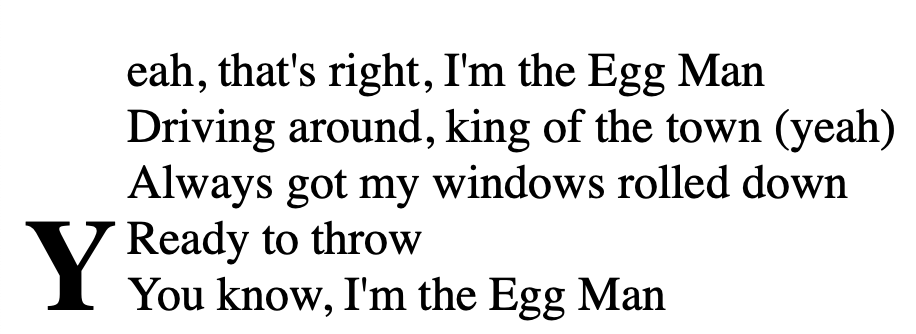 Yeah, that's right, I'm the Egg Man
Driving around, king of the town (yeah)
Always got my windows rolled down
Ready to throw
You know, I'm the Egg Man